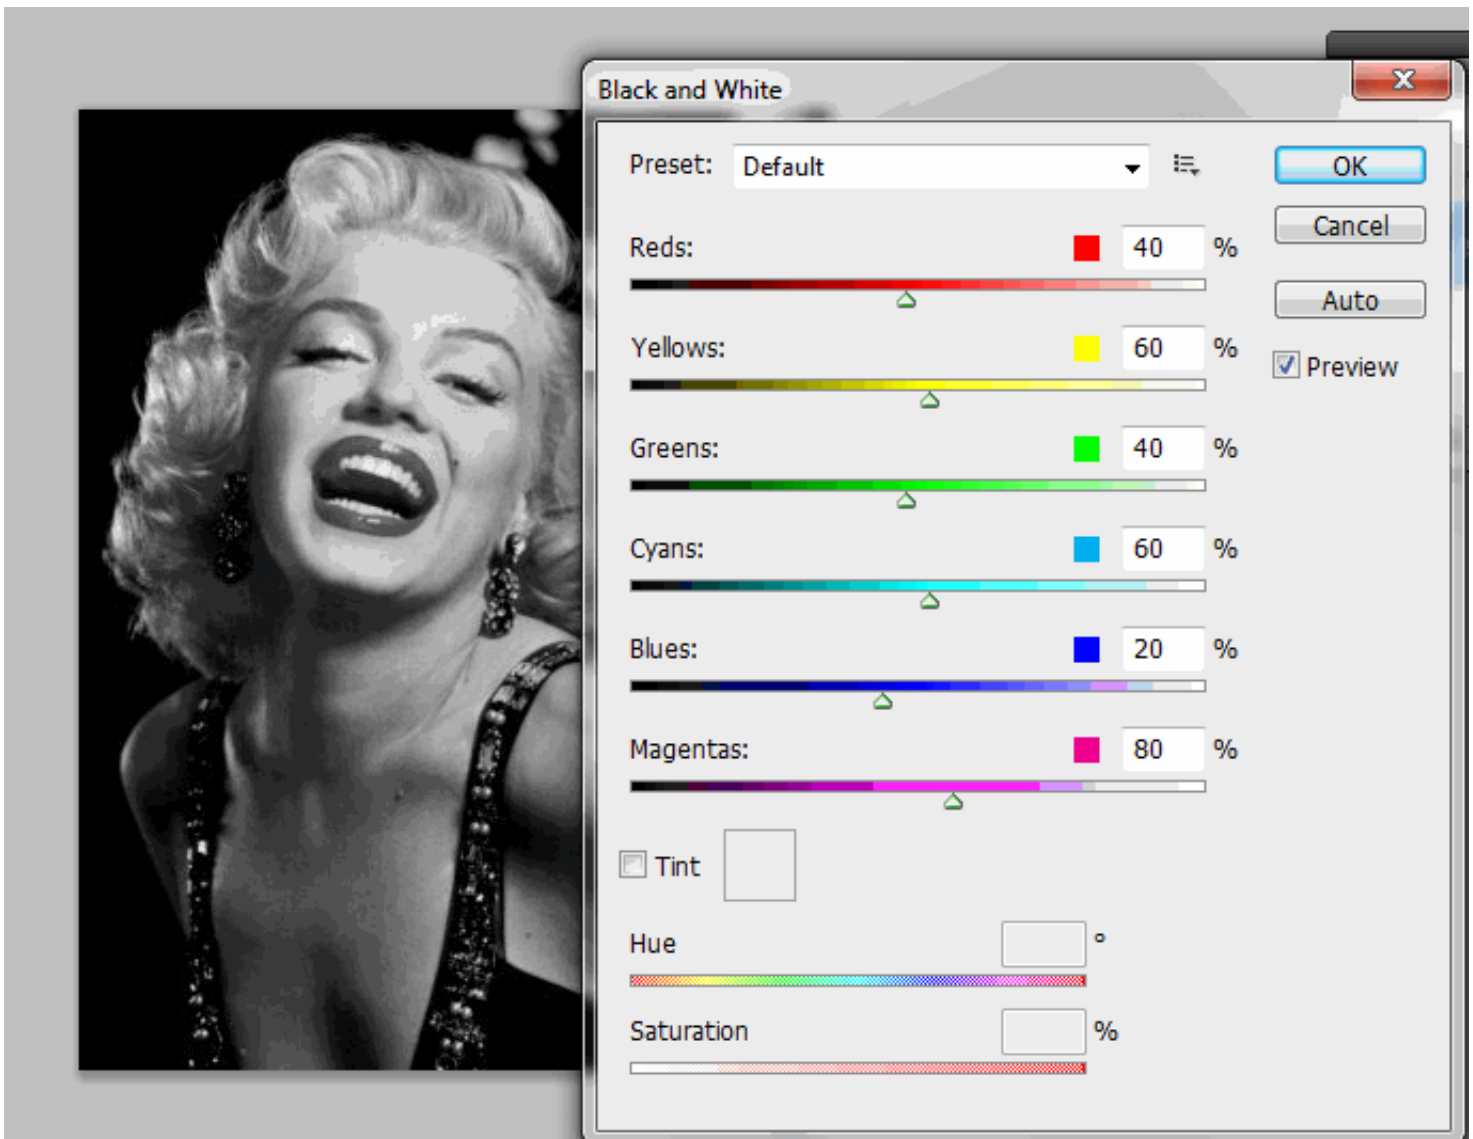 Black and White
Preset: Default
OK
Cancel
Reds: 40 %
Auto
Yellows: 60 %
Preview
Greens: 40 %
Cyans: 60 %
Blues: 20 %
Magentas: 80 %
Tint
Hue °
Saturation %